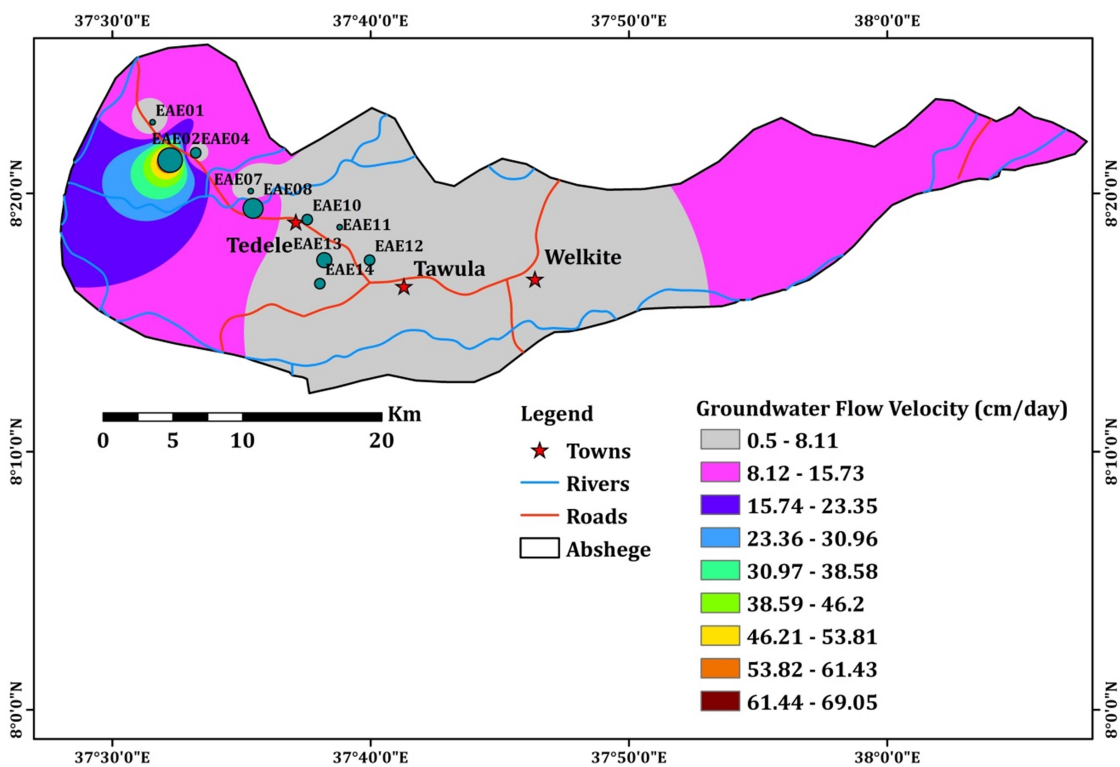 37°30'0"E 37°40'0"E 37°50'0"E 38°0'0"E
EAE01
EAE02EAE04
8°20'0"N 8°20'0"N
EAE07
EAE08
EAE10
EAE11
Tedele
EAE13
EAE12
EAE14
Tawula
Welkite
Km
0 5 10 20
8°10'0"N 8°10'0"N
Legend
Towns
Rivers
Roads
Abshege
Groundwater Flow Velocity (cm/day)
0.5 - 8.11
8.12 - 15.73
15.74 - 23.35
23.36 - 30.96
30.97 - 38.58
38.59 - 46.2
46.21 - 53.81
53.82 - 61.43
61.44 - 69.05
8°0'0"N 8°0'0"N
37°30'0"E 37°40'0"E 37°50'0"E 38°0'0"E